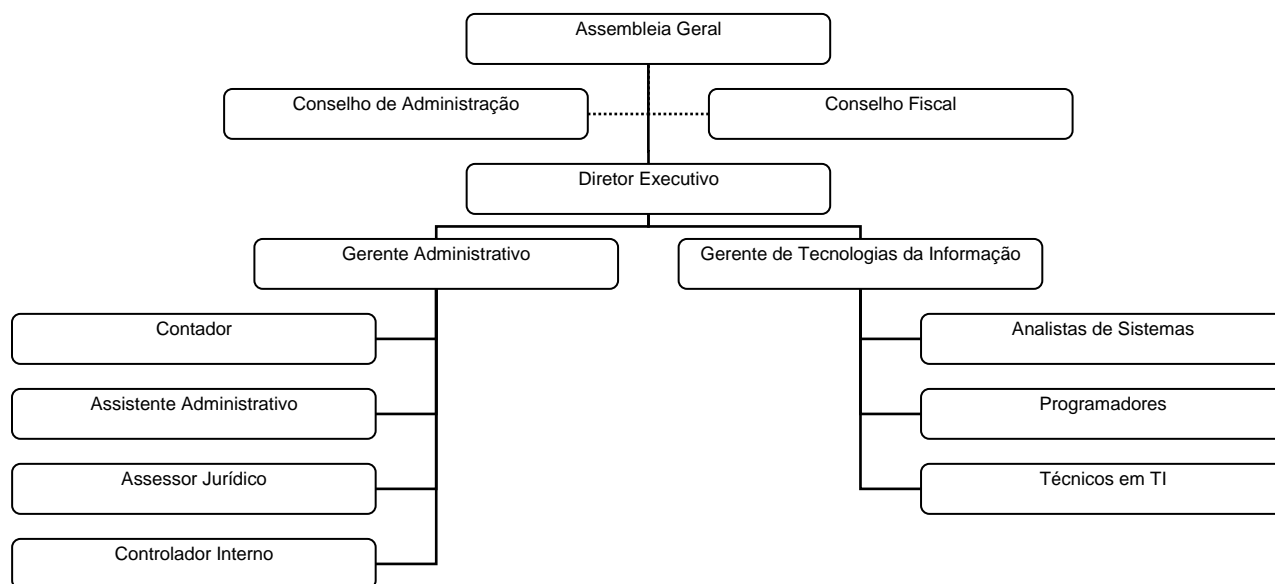 Assembleia Geral
Conselho de Administração
Conselho Fiscal
Diretor Executivo
Gerente Administrativo
Gerente de Tecnologias da Informação
Contador
Analistas de Sistemas
Assistente Administrativo
Programadores
Assessor Jurídico
Técnicos em TI
Controlador Interno